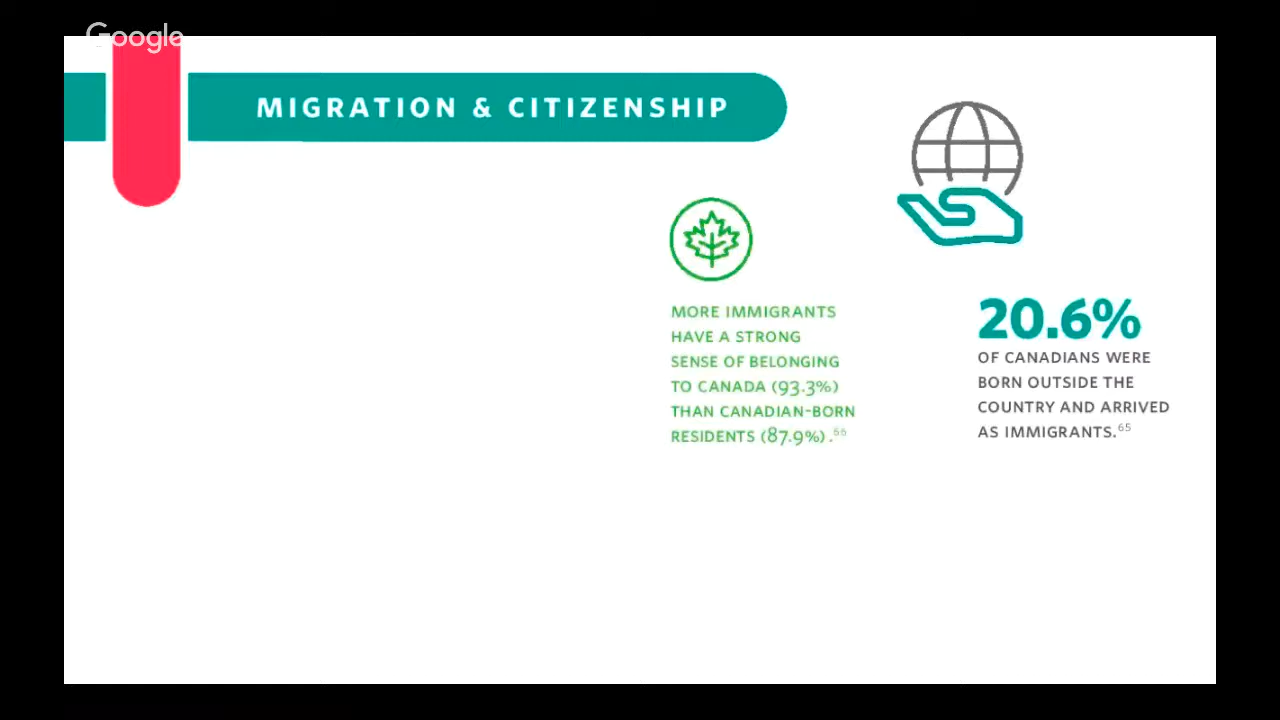 Google
MIGRATION & CITIZENSHIP
MORE IMMIGRANTS
HAVE A STRONG
SENSE OF BELONGING
TO CANADA (93.3%)
THAN CANADIAN-BORN
RESIDENTS (87.9%) .66
20.6%
OF CANADIANS WERE
BORN OUTSIDE THE
COUNTRY AND ARRIVED
AS IMMIGRANTS.65